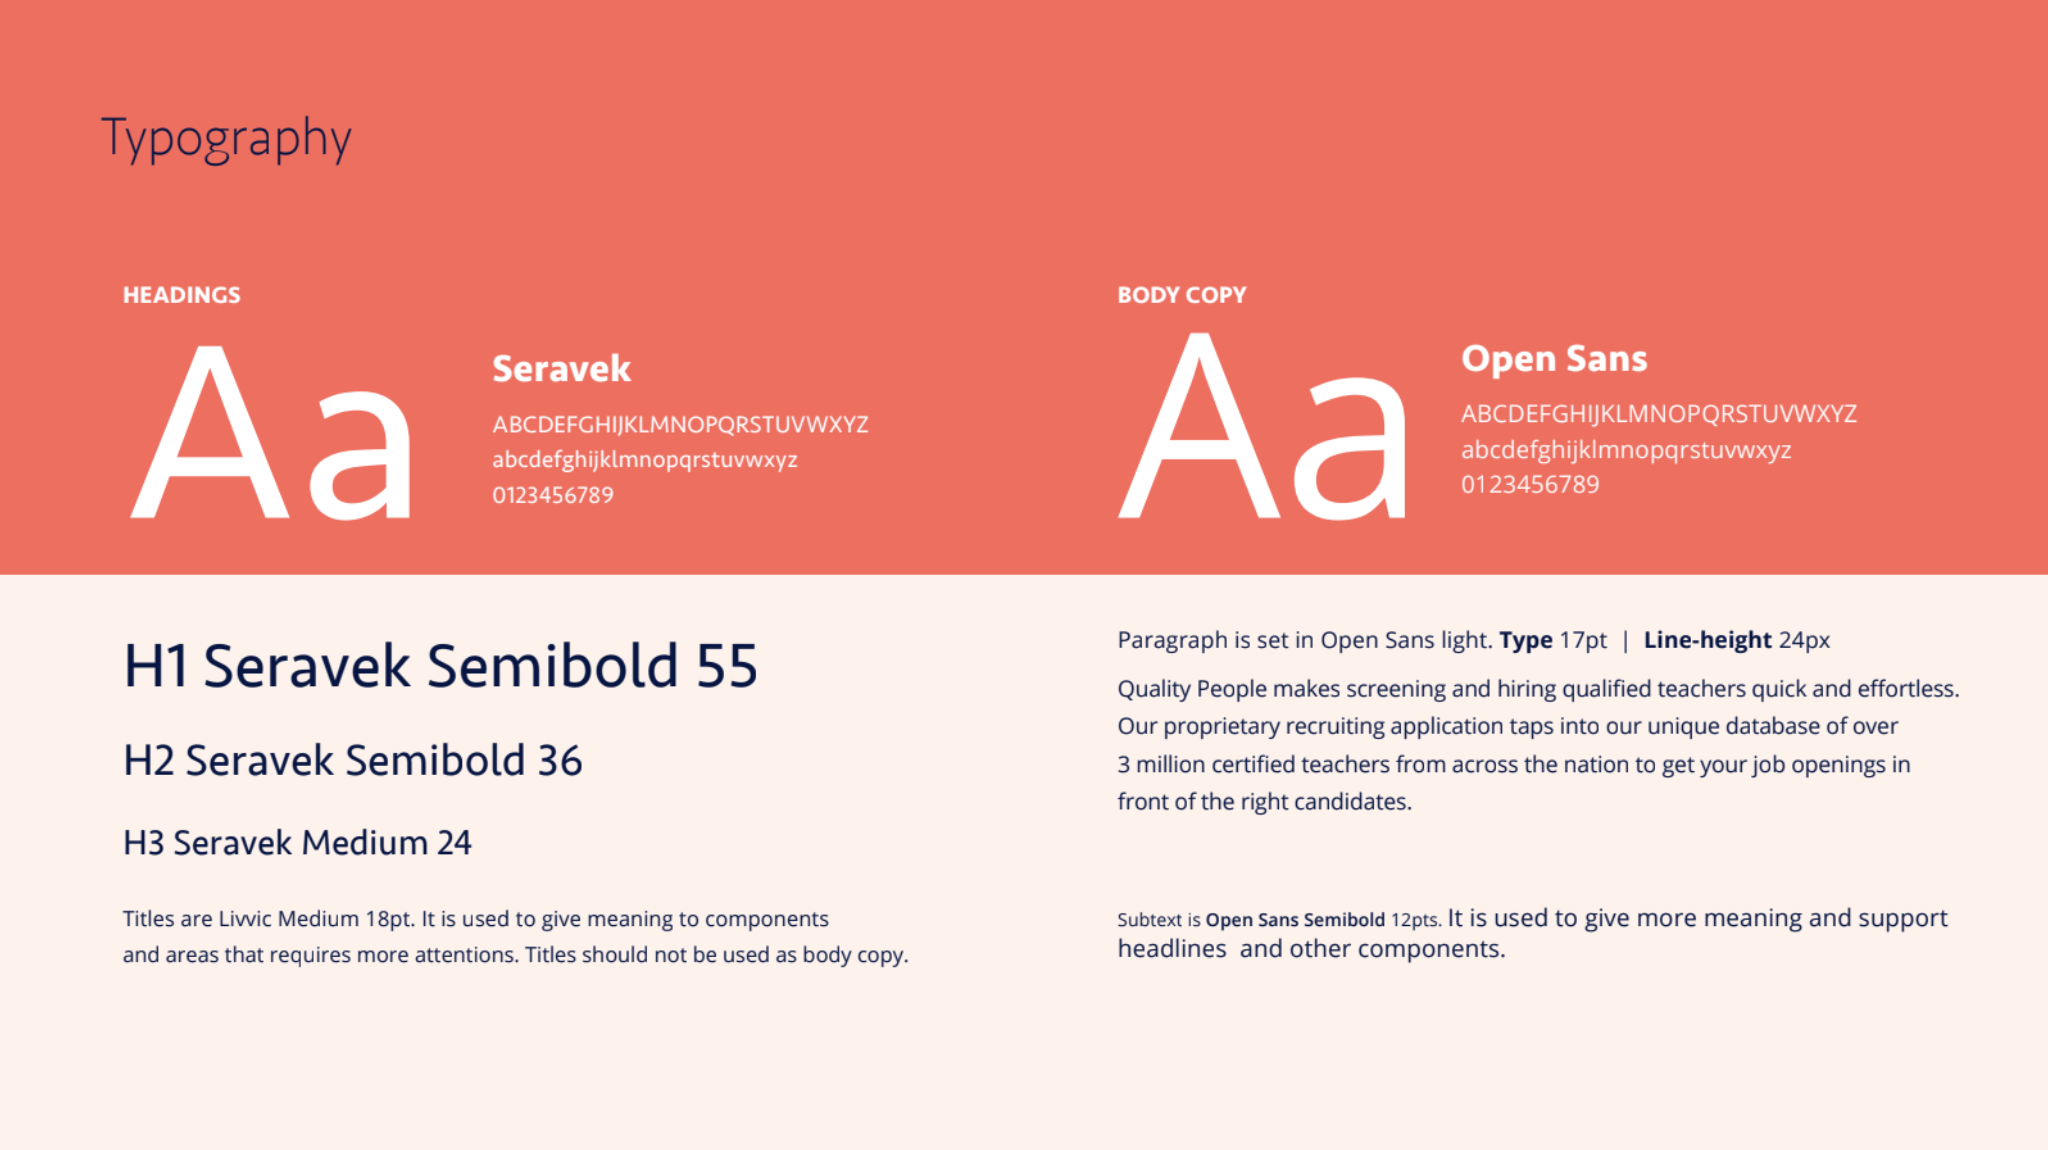 Typography
HEADINGS
Aa
Seravek
ABCDEFGHIJKLMNOPQRSTUVWXYZ
abcdefghijklmnopqrstuvwxyz
0123456789
BODY COPY
Aa
Open Sans
ABCDEFGHIJKLMNOPQRSTUVWXYZ
abcdefghijklmnopqrstuvwxyz
0123456789
H1 Seravek Semibold 55
H2 Seravek Semibold 36
H3 Seravek Medium 24
Titles are Livvic Medium 18pt. It is used to give meaning to components
and areas that requires more attentions. Titles should not be used as body copy.
Paragraph is set in Open Sans light. Type 17pt | Line-height 24px
Quality People makes screening and hiring qualified teachers quick and effortless.
Our proprietary recruiting application taps into our unique database of over
3 million certified teachers from across the nation to get your job openings in
front of the right candidates.
Subtext is Open Sans Semibold 12pts. It is used to give more meaning and support
headlines  and other components.